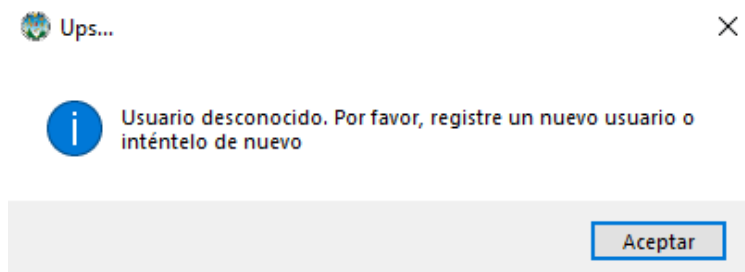 Ups...
Usuario desconocido. Por favor, registre un nuevo usuario o
inténtelo de nuevo
Aceptar